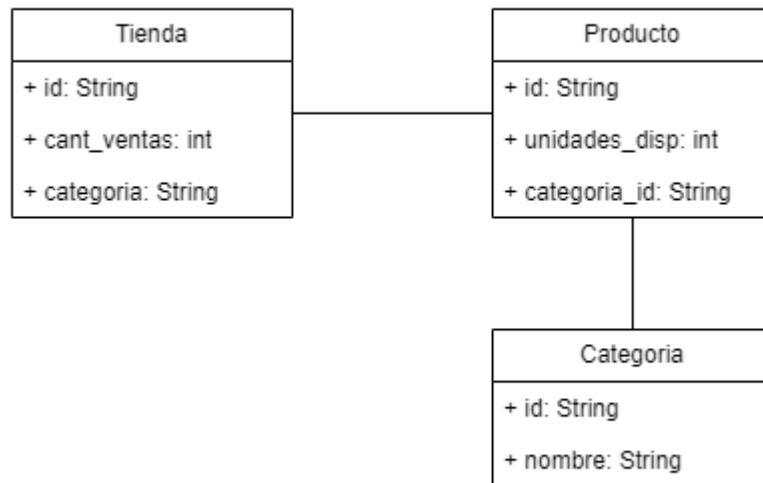 Tienda
+ id: String
+ cant_ventas: int
+ categoria: String
Producto
+ id: String
+ unidades_disp: int
+ categoria_id: String
Categoria
+ id: String
+ nombre: String